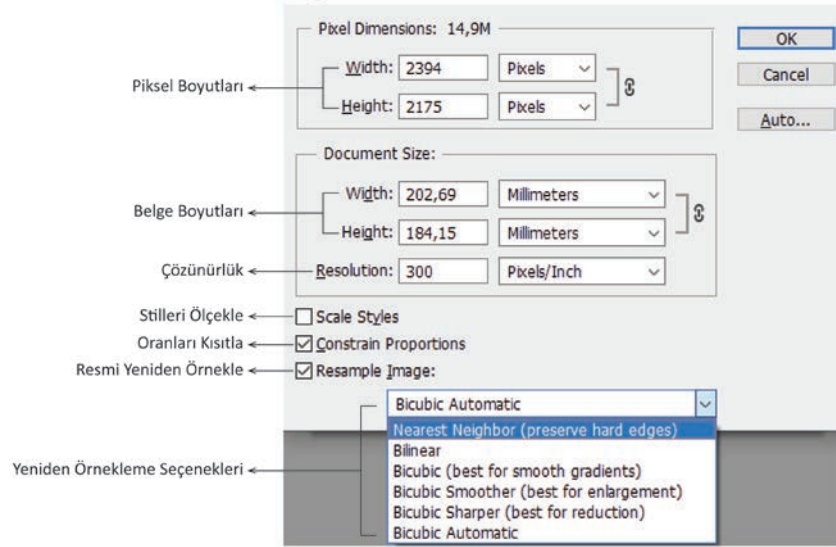 Pixel Dimensions: 14,9M
OK
Piksel Boyutları
Width: 2394 Pixels
Cancel
Height: 2175 Pixels
Auto...
Document Size:
Belge Boyutları
Width: 202,69 Millimeters
Height: 184,15 Millimeters
Çözünürlük Resolution: 300 Pixels/Inch
Stilleri Ölçekle Scale Styles
Oranları Kısıtla Constrain Proportions
Resmi Yeniden Örnekle Resample Image:
Bicubic Automatic
Yeniden Örnekleme Seçenekleri
Nearest Neighbor (preserve hard edges)
Bilinear
Bicubic (best for smooth gradients)
Bicubic Smoother (best for enlargement)
Bicubic Sharper (best for reduction)
Bicubic Automatic